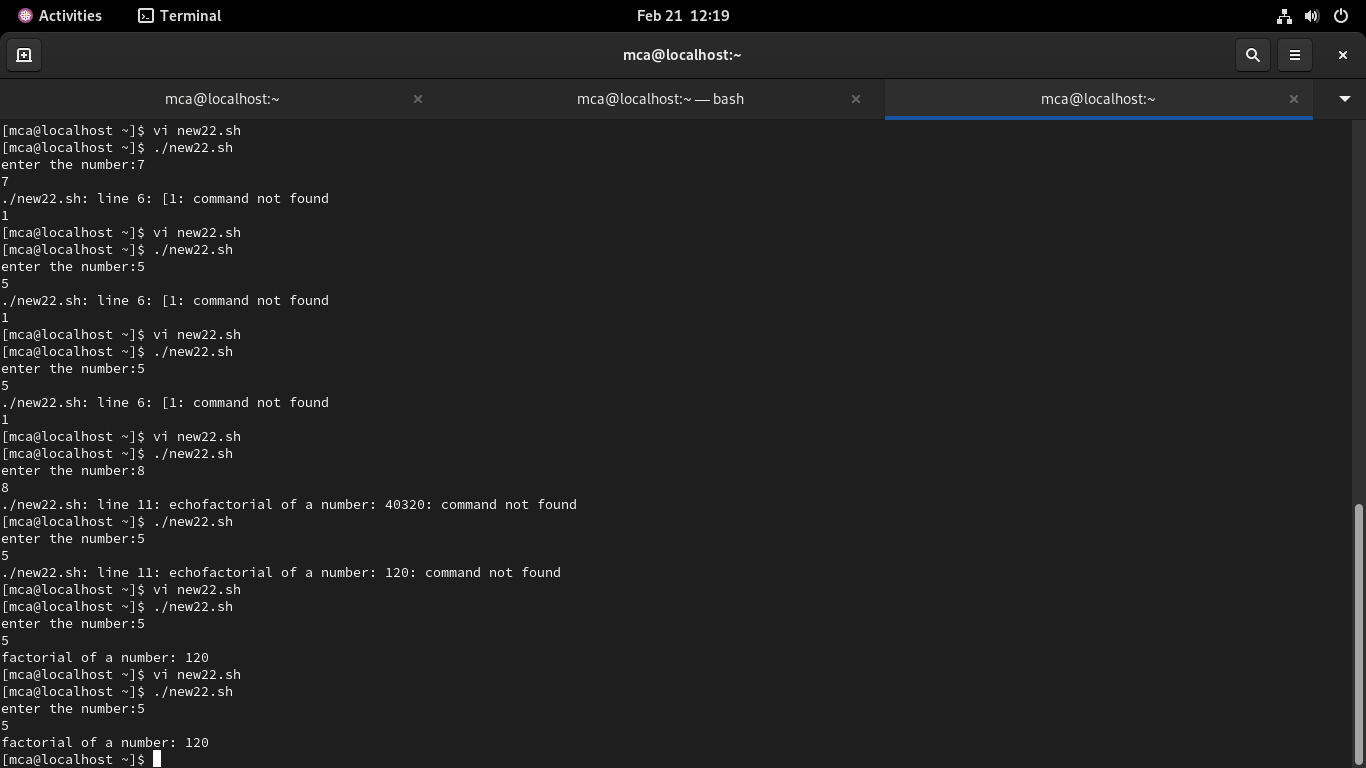 Activities Terminal Feb 21 12:19
mca@localhost:~
mca@localhost:~ mca@localhost:~ — bash mca@localhost:~
[mca@localhost ~]$ vi new22.sh
[mca@localhost ~]$ ./new22.sh
enter the number:7
7
./new22.sh: line 6: [1: command not found
1
[mca@localhost ~]$ vi new22.sh
[mca@localhost ~]$ ./new22.sh
enter the number:5
5
./new22.sh: line 6: [1: command not found
1
[mca@localhost ~]$ vi new22.sh
[mca@localhost ~]$ ./new22.sh
enter the number:5
5
./new22.sh: line 6: [1: command not found
1
[mca@localhost ~]$ vi new22.sh
[mca@localhost ~]$ ./new22.sh
enter the number:8
8
./new22.sh: line 11: echofactorial of a number: 40320: command not found
[mca@localhost ~]$ ./new22.sh
enter the number:5
5
./new22.sh: line 11: echofactorial of a number: 120: command not found
[mca@localhost ~]$ vi new22.sh
[mca@localhost ~]$ ./new22.sh
enter the number:5
5
factorial of a number: 120
[mca@localhost ~]$ vi new22.sh
[mca@localhost ~]$ ./new22.sh
enter the number:5
5
factorial of a number: 120
[mca@localhost ~]$